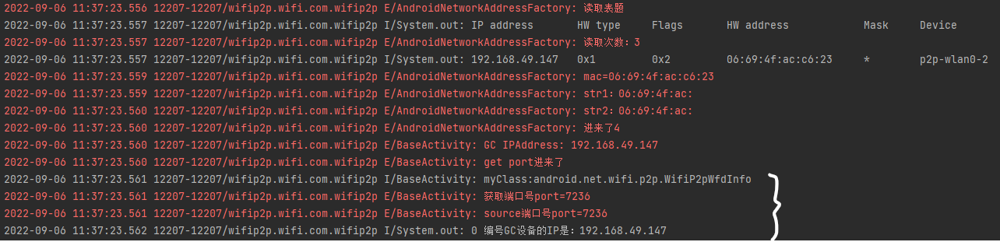 2022-09-06 11:37:23.556 12207-12207/wifip2p.wifi.com.wifip2p E/AndroidNetworkAddressFactory: 读取表题
2022-09-06 11:37:23.557 12207-12207/wifip2p.wifi.com.wifip2p I/System.out: IP address       HW type     Flags       HW address            Mask     Device
2022-09-06 11:37:23.557 12207-12207/wifip2p.wifi.com.wifip2p E/AndroidNetworkAddressFactory: 读取次数：3
2022-09-06 11:37:23.557 12207-12207/wifip2p.wifi.com.wifip2p I/System.out: 192.168.49.147   0x1         0x2         06:69:4f:ac:c6:23     *        p2p-wlan0-2
2022-09-06 11:37:23.559 12207-12207/wifip2p.wifi.com.wifip2p E/AndroidNetworkAddressFactory: mac=06:69:4f:ac:c6:23
2022-09-06 11:37:23.559 12207-12207/wifip2p.wifi.com.wifip2p E/AndroidNetworkAddressFactory: str1：06:69:4f:ac:
2022-09-06 11:37:23.560 12207-12207/wifip2p.wifi.com.wifip2p E/AndroidNetworkAddressFactory: str2：06:69:4f:ac:
2022-09-06 11:37:23.560 12207-12207/wifip2p.wifi.com.wifip2p E/AndroidNetworkAddressFactory: 进来了4
2022-09-06 11:37:23.560 12207-12207/wifip2p.wifi.com.wifip2p E/BaseActivity: GC IPAddress: 192.168.49.147
2022-09-06 11:37:23.560 12207-12207/wifip2p.wifi.com.wifip2p E/BaseActivity: get port进来了
2022-09-06 11:37:23.561 12207-12207/wifip2p.wifi.com.wifip2p I/BaseActivity: myClass:android.net.wifi.p2p.WifiP2pWfdInfo
2022-09-06 11:37:23.561 12207-12207/wifip2p.wifi.com.wifip2p E/BaseActivity: 获取端口号port=7236
2022-09-06 11:37:23.561 12207-12207/wifip2p.wifi.com.wifip2p E/BaseActivity: source端口号port=7236
2022-09-06 11:37:23.562 12207-12207/wifip2p.wifi.com.wifip2p I/System.out: 0 编号GC设备的IP是：192.168.49.147